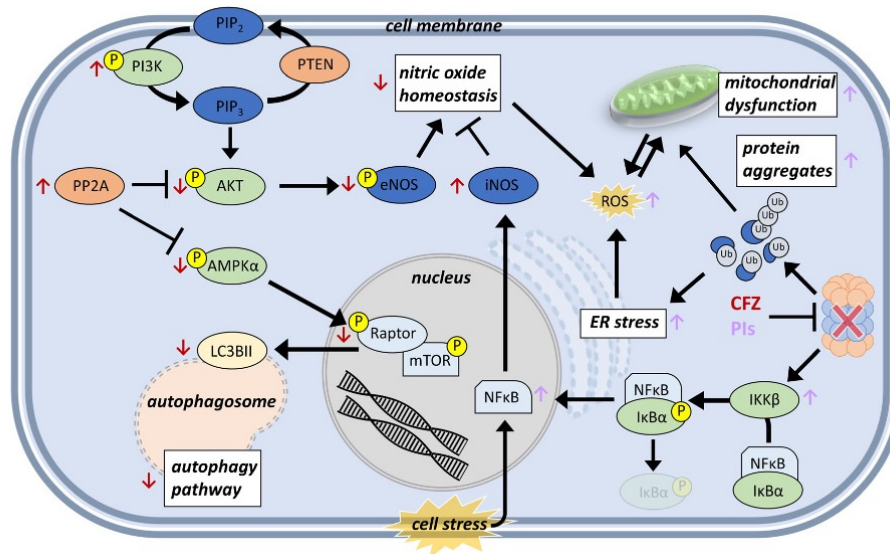 cell membrane
PIP2
P
PI3K
PTEN
PIP3
nitric oxide
homeostasis
mitochondrial
dysfunction
protein
aggregates
PP2A
P
AKT
P
eNOS
iNOS
ROS
Ub
Ub
Ub
Ub
Ub
Ub
P
AMPKα
nucleus
CFZ
PIs
ER stress
P
Raptor
mTOR
P
LC3BII
autophagosome
NFκB
NFκB
IκBα
P
IKKβ
NFκB
IκBα
IκBα
P
autophagy
pathway
cell stress